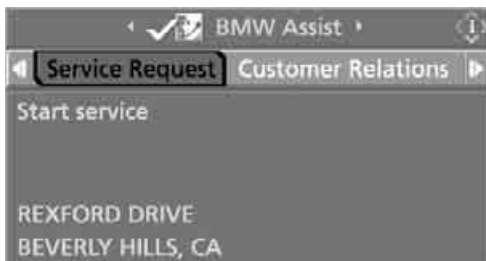 BMW Assist
Service Request Customer Relations
Start service
REXFORD DRIVE
BEVERLY HILLS, CA